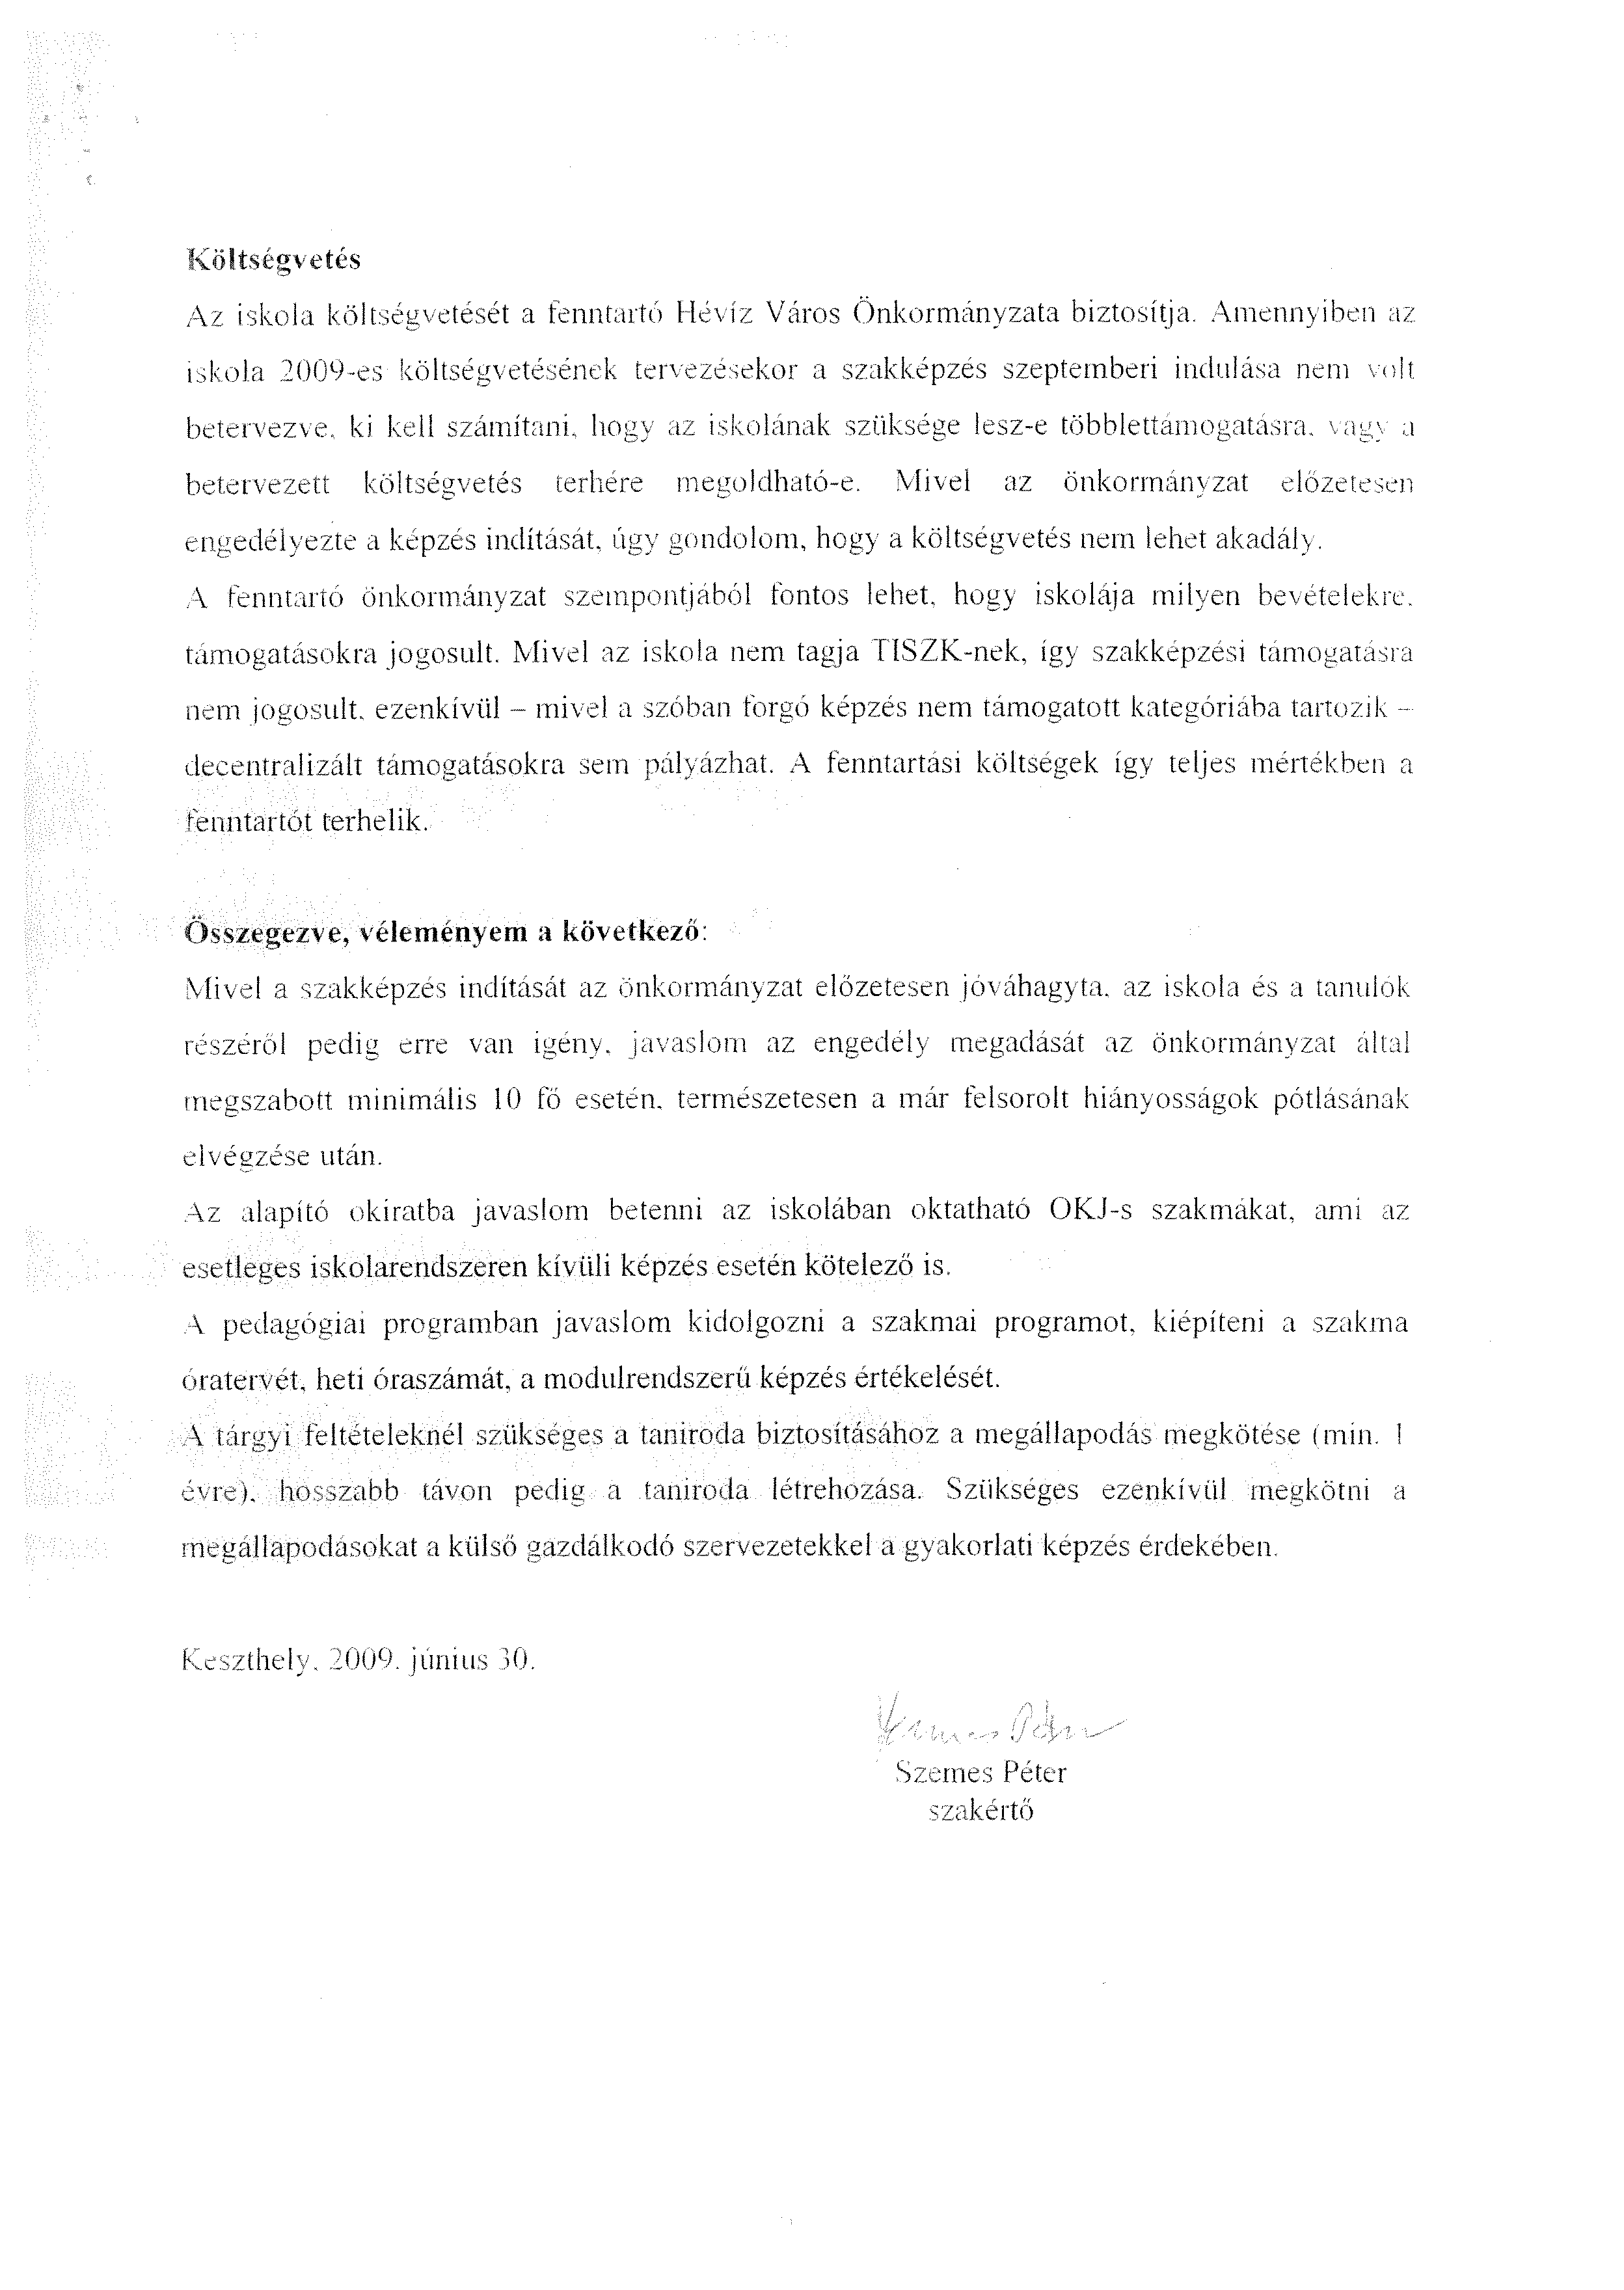 Költségvetés
Az iskola költségvetését a fenntartó Hévíz Város Önkormányzata biztosítja. Amennyiben az
iskola 2009-es költségvetésének tervezésekor a szakképzés szeptemberi indulása nem volt
betervezve, ki kell számítani, hogy az iskolának szüksége lesz-e többlettámogatásra, vagy a
betervezett költségvetés terhére megoldható-e. Mivel az önkormányzat előzetesen
engedélyezte a képzés indítását, úgy gondolom, hogy a költségvetés nem lehet akadály.
A fenntartó önkormányzat szempontjából fontos lehet, hogy iskolája milyen bevételekre,
támogatásokra jogosult. Mivel az iskola nem tagja TISZK-nek, így szakképzési támogatásra
nem jogosult, ezenkívül – mivel a szóban forgó képzés nem támogatott kategóriába tartozik –
decentralizált támogatásokra sem pályázhat. A fenntartási költségek így teljes mértékben a
fenntartót terhelik.
Összegezve, véleményem a következő:
Mivel a szakképzés indítását az önkormányzat előzetesen jóváhagyta, az iskola és a tanulók
részéről pedig erre van igény, javaslom az engedély megadását az önkormányzat által
megszabott minimális 10 fő esetén, természetesen a már felsorolt hiányosságok pótlásának
elvégzése után.
Az alapító okiratba javaslom betenni az iskolában oktatható OKJ-s szakmákat, ami az
esetleges iskolarendszeren kívüli képzés esetén kötelező is.
A pedagógiai programban javaslom kidolgozni a szakmai programot, kiépíteni a szakma
óratervét, heti óraszámát, a modulrendszerű képzés értékelését.
A tárgyi feltételeknél szükséges a taniroda biztosításához a megállapodás megkötése (min. 1
évre), hosszabb távon pedig a taniroda létrehozása. Szükséges ezenkívül megkötni a
megállapodásokat a külső gazdálkodó szervezetekkel a gyakorlati képzés érdekében.
Keszthely, 2009. június 30.
Szemes Péter
Szemes Péter
szakértő